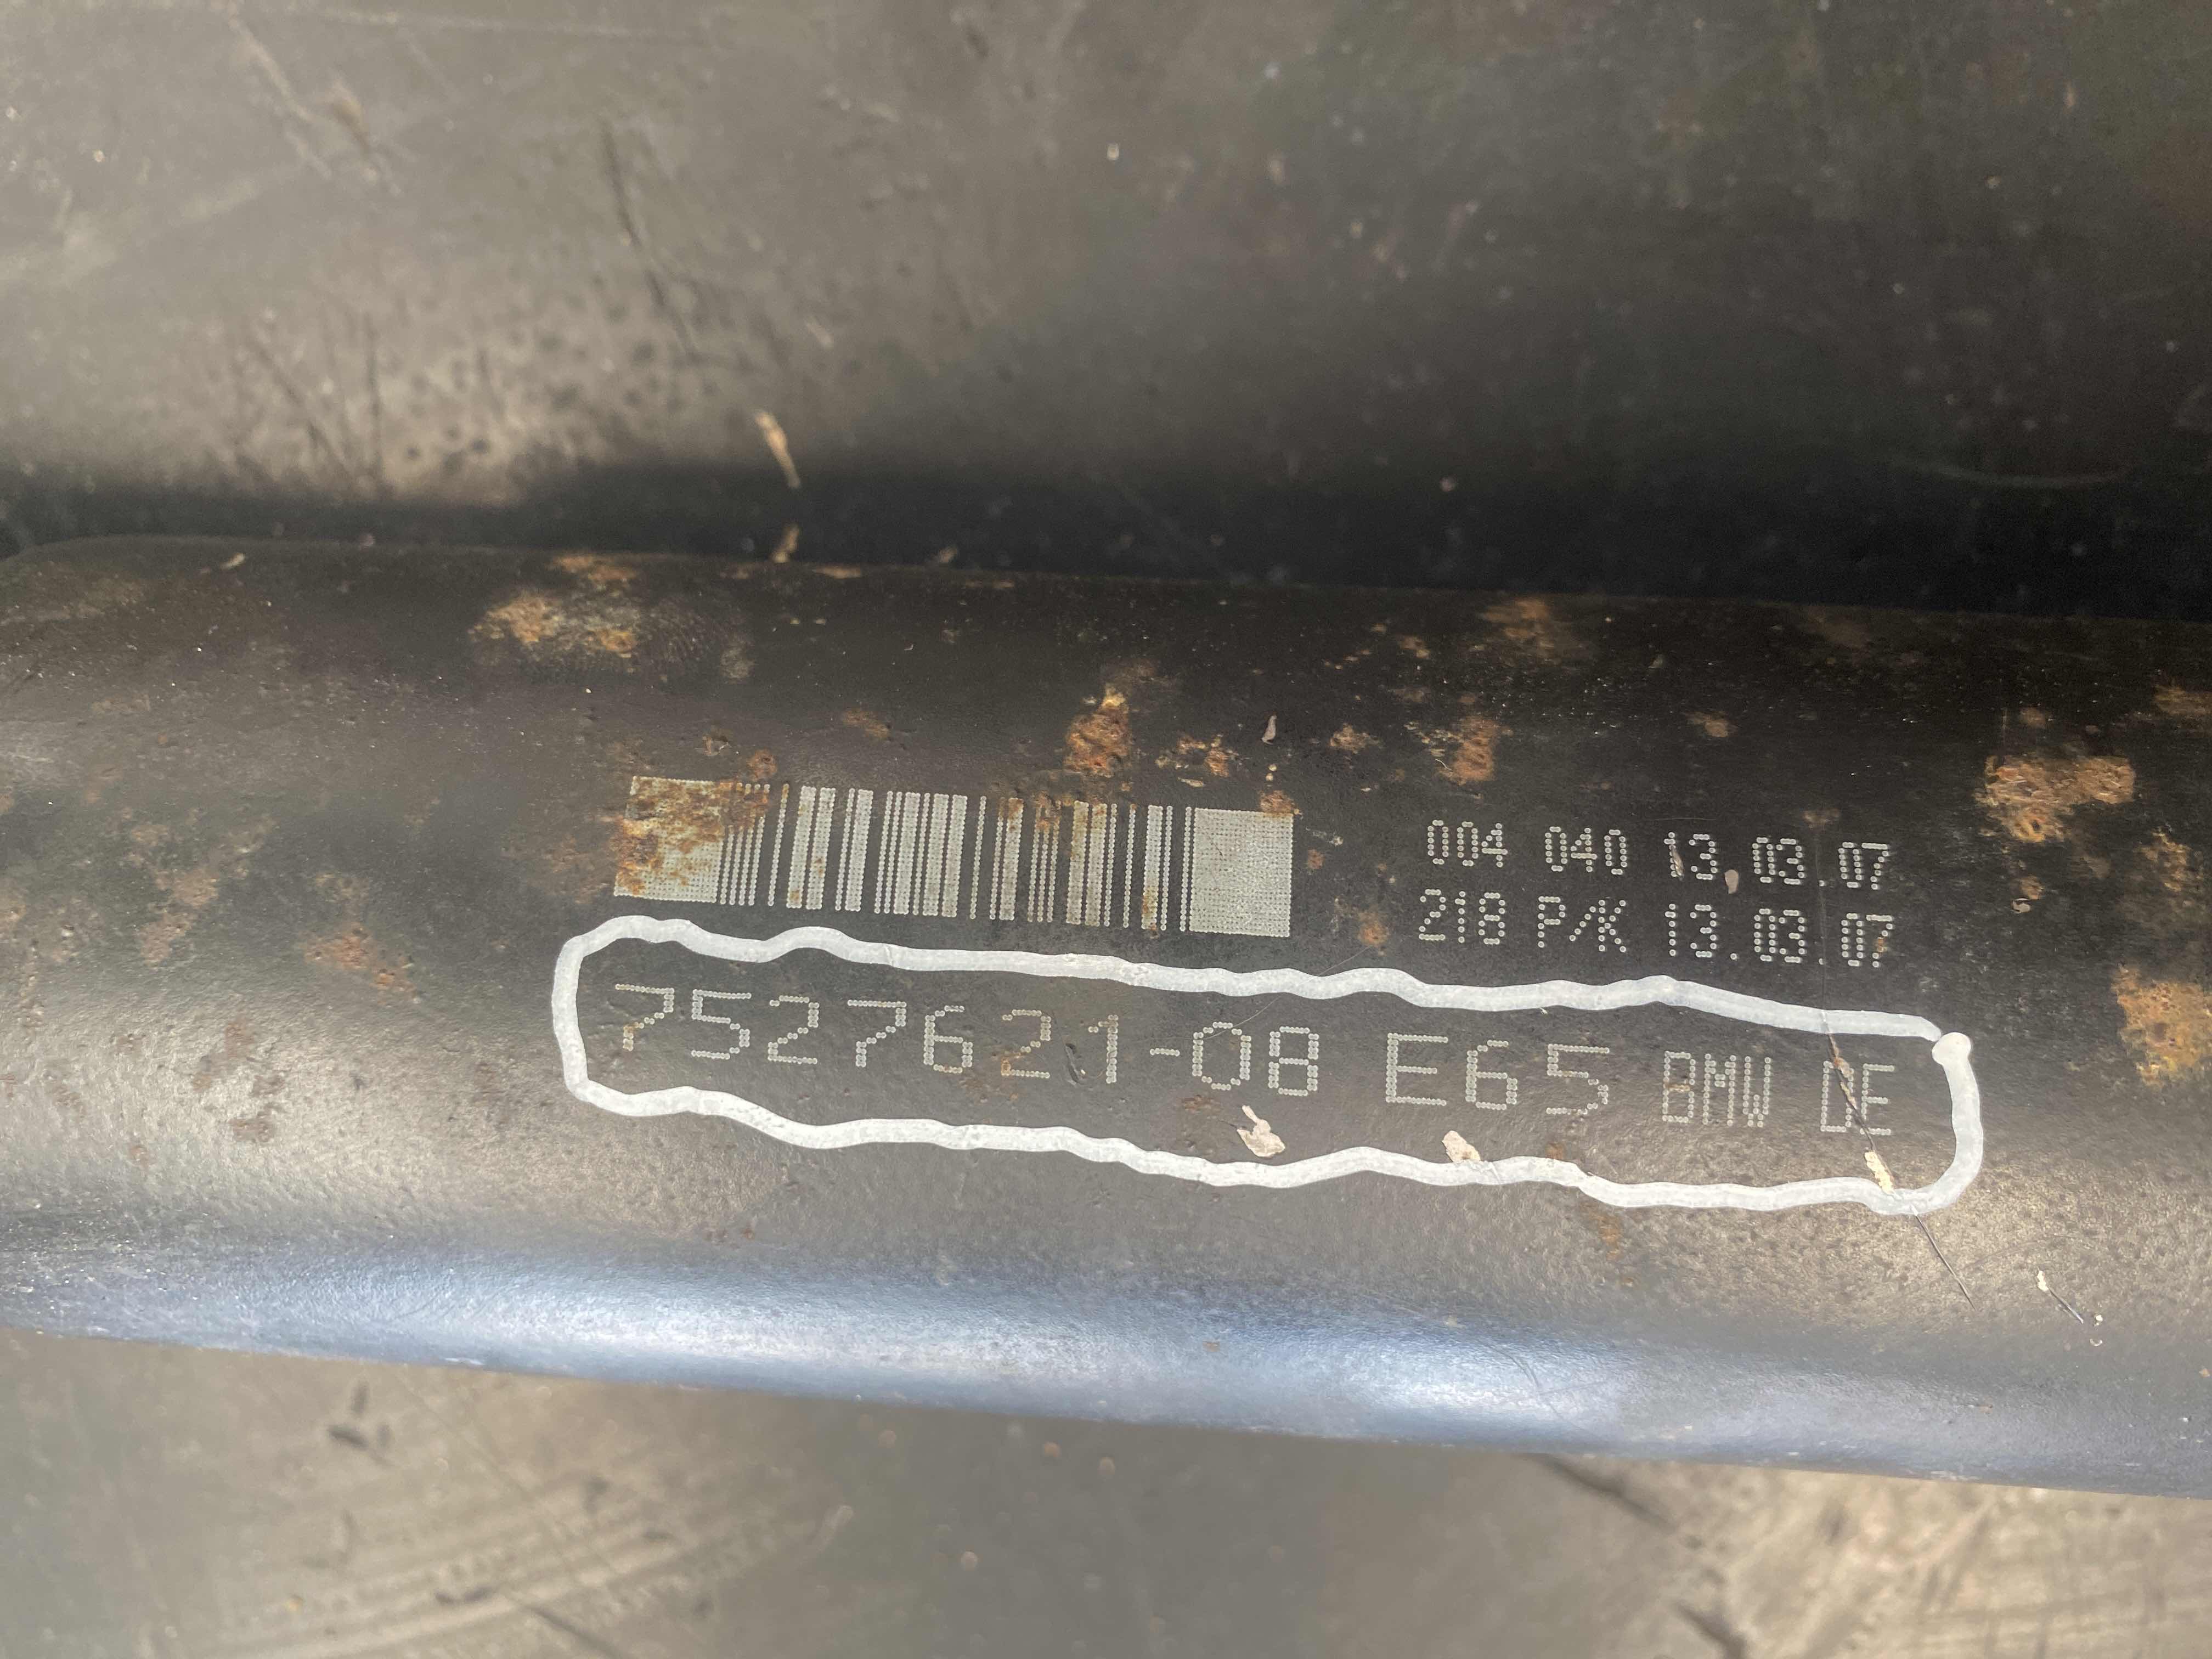 004 040 13.03.07
218 P/K 13.03.07
7527621-08 E65 BMW DE